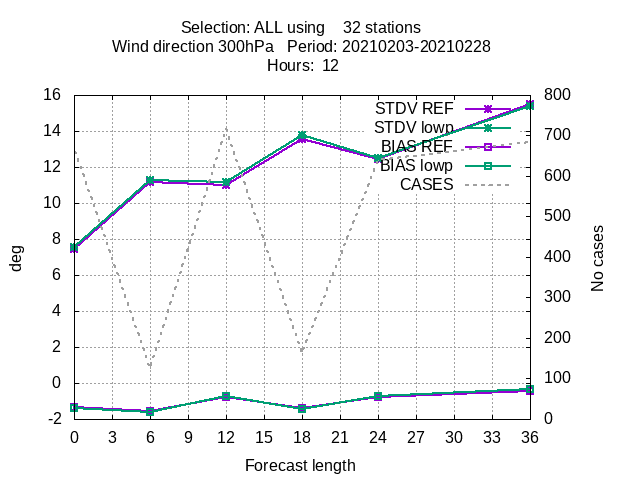 Selection: ALL using    32 stations
Wind direction 300hPa   Period: 20210203-20210228
Hours:  12
STDV REF
STDV lowp
BIAS REF
BIAS lowp
CASES
16
14
12
10
8
6
4
2
0
-2
800
700
600
500
400
300
200
100
0
deg
No cases
0 3 6 9 12 15 18 21 24 27 30 33 36
Forecast length